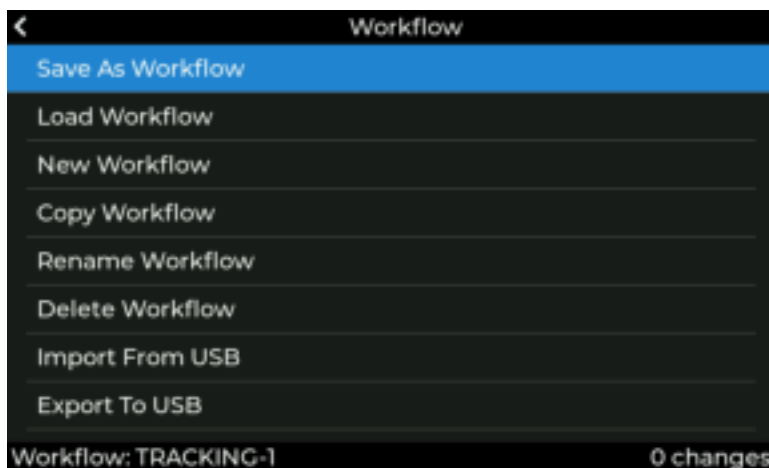 Workflow
Save As Workflow
Load Workflow
New Workflow
Copy Workflow
Rename Workflow
Delete Workflow
Import From USB
Export To USB
Workflow: TRACKING-1 0 changes